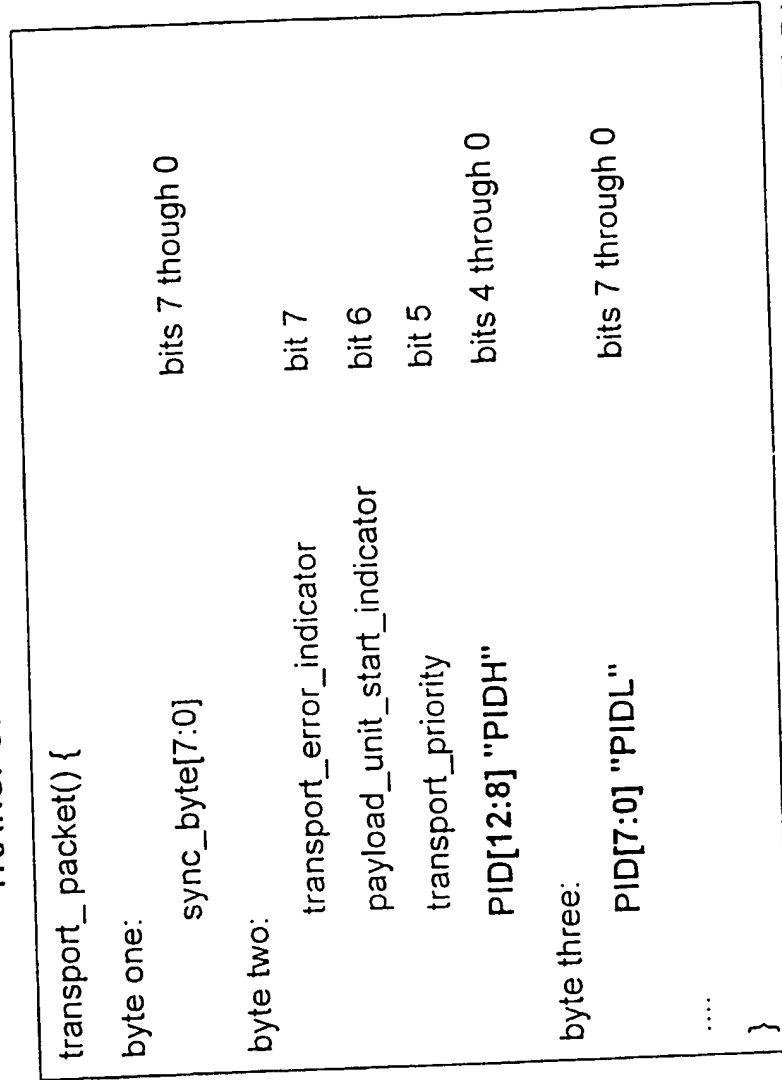 transport_ packet() {
byte one:
sync_byte[7:0] bits 7 though 0
byte two:
transport_error_indicator bit 7
payload_unit_start_indicator bit 6
transport_priority bit 5
PID[12:8] "PIDH" bits 4 through 0
byte three:
PID[7:0] "PIDL" bits 7 through 0
....
}